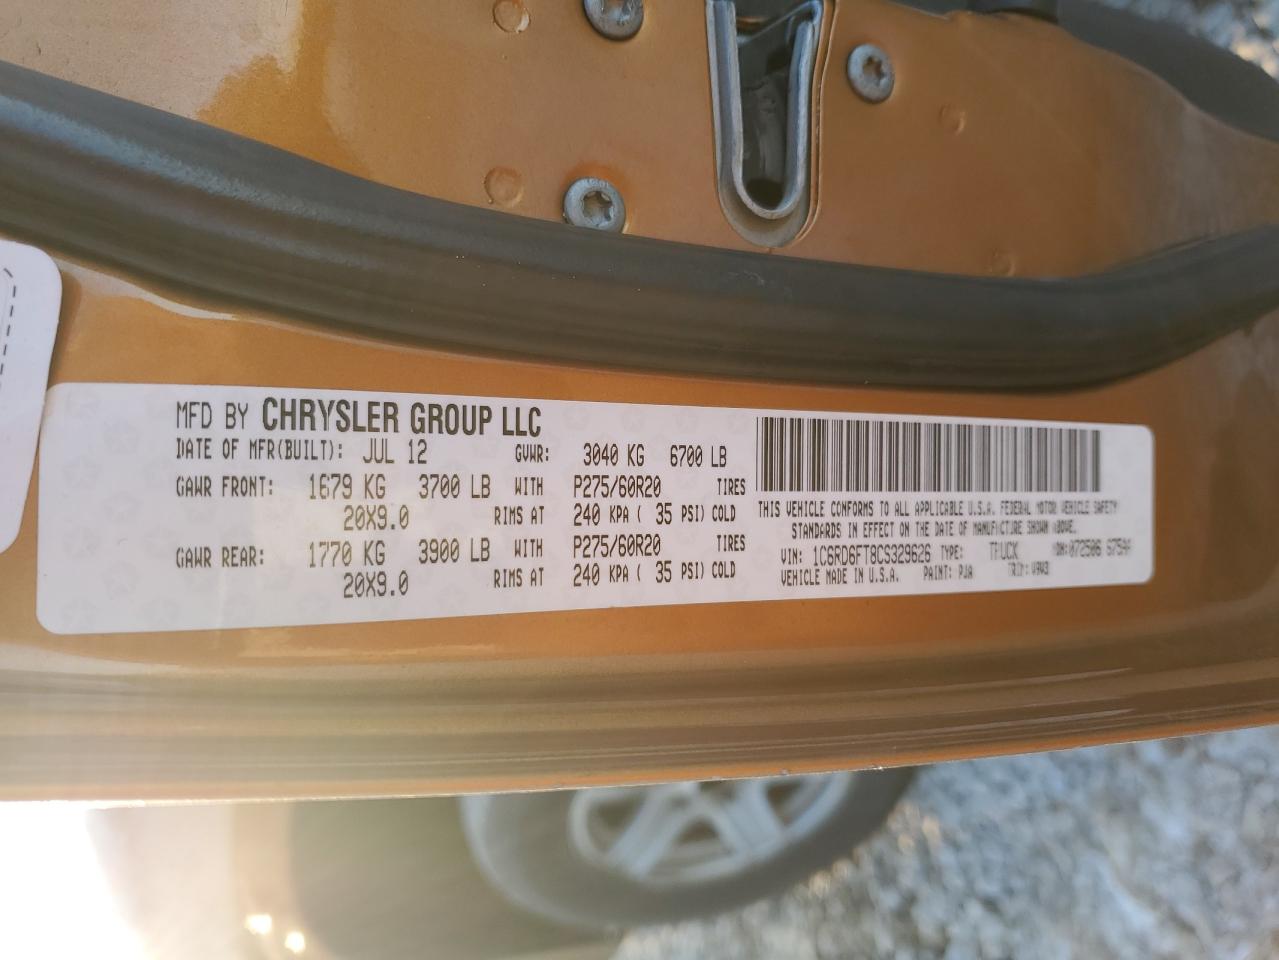 MFD BY CHRYSLER GROUP LLC
DATE OF MFR(BUILT): JUL 12 GVWR: 3040 KG 6700 LB
GAWR FRONT: 1679 KG 3700 LB WITH P275/60R20 TIRES
20X9.0 RIMS AT 240 KPA ( 35 PSI) COLD
GAWR REAR: 1770 KG 3900 LB WITH P275/60R20 TIRES
20X9.0 RIMS AT 240 KPA ( 35 PSI) COLD
THIS VEHICLE CONFORMS TO ALL APPLICABLE U.S.A. FEDERAL MOTOR VEHICLE SAFETY
STANDARDS IN EFFECT ON THE DATE OF MANUFACTURE SHOWN ABOVE.
VIN: 1C6RD6FT8CS329626 TYPE: TRUCK
VEHICLE MADE IN U.S.A. PAINT: PJA